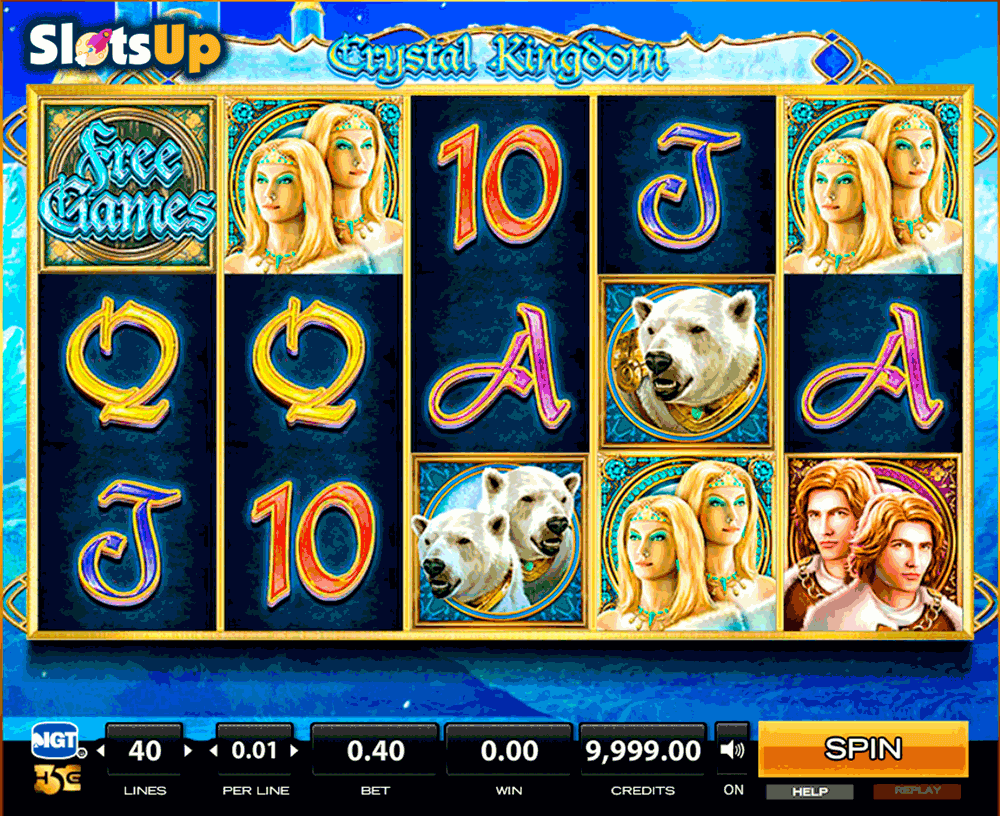 SlotsUp
Crystal Kingdom
Free
Games
10
J
Q
Q
A
A
J
10
IGT
H5G
40
0.01
0.40
0.00
9,999.00
SPIN
LINES
PER LINE
BET
WIN
CREDITS
ON
HELP
REPLAY